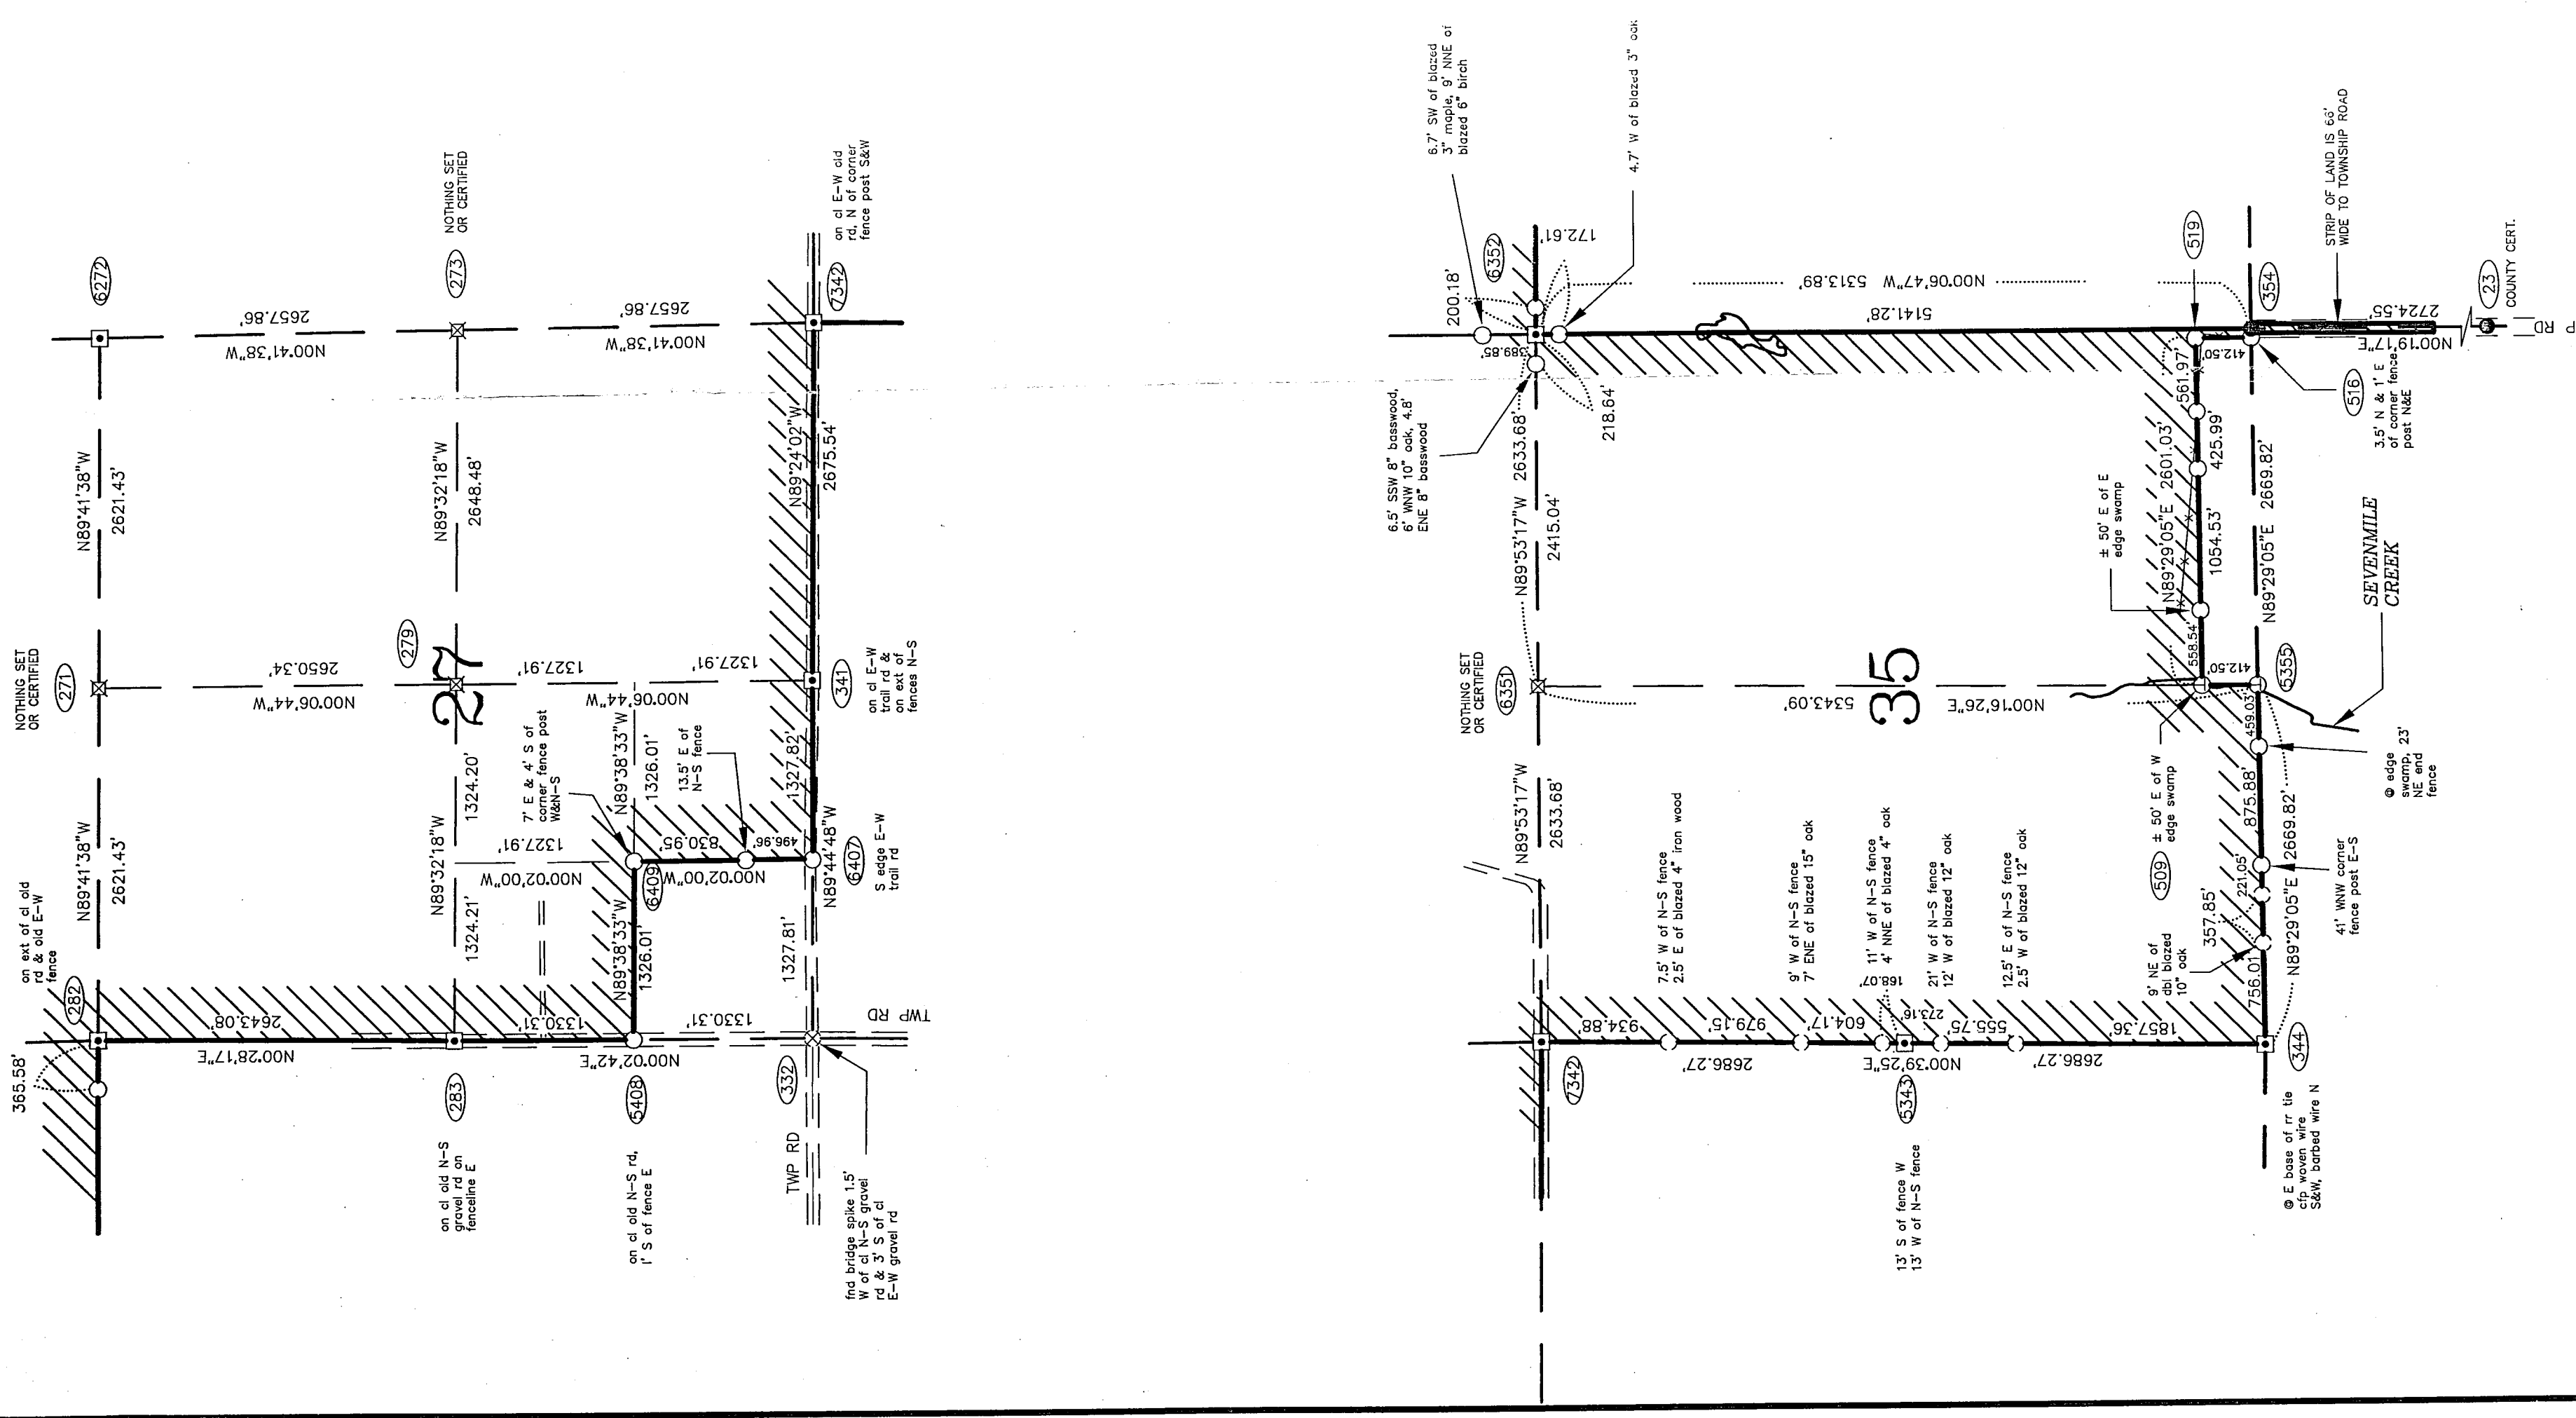 365.58'
on ext of cl old
rd & old E-W
fence
282
N89°41'38"W
2621.43'
NOTHING SET
OR CERTIFIED
271
N89°41'38"W
2621.43'
6272
N00°28'17"E
2643.08'
N00°06'44"W
2650.34'
N00°41'38"W
2657.86'
on cl old N-S
gravel rd on
fenceline E
283
N89°32'18"W
1324.21'
1324.20'
279
27
N89°32'18"W
2648.48'
273
NOTHING SET
OR CERTIFIED
1330.31'
N00°02'00"W
1327.91'
7' E & 4' S of
corner fence post
W&N-S
N00°06'44"W
1327.91'
1327.91'
N00°41'38"W
2657.86'
on cl old N-S rd,
1' S of fence E
5408
N89°38'33"W
1326.01'
6409
N89°38'33"W
1326.01'
13.5' E of
N-S fence
N00°02'42"E
1330.31'
N00°02'00"W
830.95'
496.96'
TWP RD
TWP RD
332
fnd bridge spike 1.5'
W of cl N-S gravel
rd & 3' S of cl
E-W gravel rd
1327.81'
N89°44'48"W
6407
S edge E-W
trail rd
1327.82'
341
on cl E-W
trail rd &
on ext of
fences N-S
N89°24'02"W
2675.54'
7342
on cl E-W old
rd, N of corner
fence post S&W
7342
N89°53'17"W
2633.68'
NOTHING SET
OR CERTIFIED
6351
N89°53'17"W 2633.68'
2415.04'
6.5' SSW 8" basswood,
6' WNW 10" oak, 4.8'
ENE 8" basswood
218.64'
389.85'
200.18'
6352
172.61'
6.7' SW of blazed
3" maple, 9' NNE of
blazed 6" birch
4.7' W of blazed 3" oak
934.88'
7.5' W of N-S fence
2.5' E of blazed 4" iron wood
2686.27'
979.15'
9' W of N-S fence
7' ENE of blazed 15" oak
604.17'
11' W of N-S fence
4' NNE of blazed 4" oak
168.07'
13' S of fence W
13' W of N-S fence
5343
N00°39'25"E
273.16
21' W of N-S fence
12' W of blazed 12" oak
555.75'
12.5' E of N-S fence
2.5' W of blazed 12" oak
2686.27'
1857.36'
35
N00°16'26"E
5343.09'
5141.28'
N00°06'47"W 5313.89'
509
± 50' E of W
edge swamp
558.54'
± 50' E of E
edge swamp
N89°29'05"E 2601.03'
1054.53'
425.99'
561.97'
519
412.50'
412.50'
344
@ E base of rr tie
cfp woven wire
S&W, barbed wire N
756.01'
9' NE of
dbl blazed
10" oak
357.85'
221.05'
N89°29'05"E 2669.82'
41' WNW corner
fence post E-S
875.88'
459.03'
@ edge
swamp, 23'
NE end
fence
5355
SEVENMILE
CREEK
N89°29'05"E 2669.82'
516
3.5' N & 1' E
of corner fence
post N&E
354
N00°19'17"E
2724.55'
STRIP OF LAND IS 66'
WIDE TO TOWNSHIP ROAD
23
COUNTY CERT.
P RD